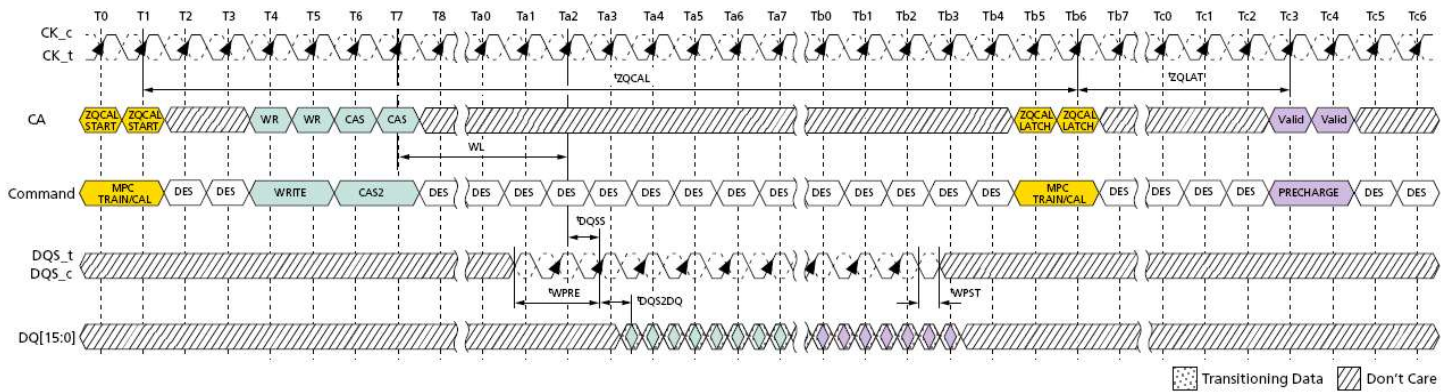 T0 T1 T2 T3 T4 T5 T6 T7 T8 Ta0 Ta1 Ta2 Ta3 Ta4 Ta5 Ta6 Ta7 Tb0 Tb1 Tb2 Tb3 Tb4 Tb5 Tb6 Tb7 Tc0 Tc1 Tc2 Tc3 Tc4 Tc5 Tc6
CK_c
CK_t
tZQCAL tZQLAT
CA ZQCAL START ZQCAL START WR WR CAS CAS ZQCAL LATCH ZQCAL LATCH Valid Valid
WL
Command MPC TRAIN/CAL DES DES WRITE CAS2 DES DES DES DES DES DES DES DES DES DES DES DES DES DES MPC TRAIN/CAL DES DES DES DES PRECHARGE DES DES
tDQSS
DQS_t
DQS_c
tWPRE tDQS2DQ tWPST
DQ[15:0]
Transitioning Data Don't Care